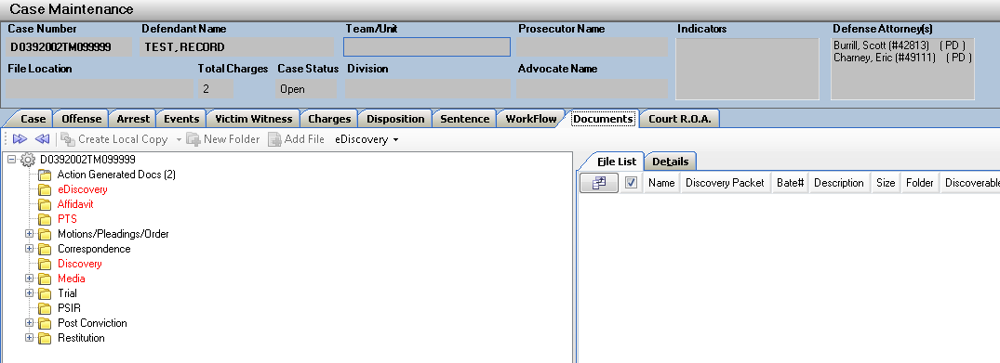 Case Maintenance
Case Number Defendant Name Team/Unit Prosecutor Name Indicators Defense Attorney(s)
D0392002TM099999 TEST, RECORD Burrill, Scott (#42813) ( PD )
Charney, Eric (#49111) ( PD )
File Location Total Charges Case Status Division Advocate Name
2 Open
Case Offense Arrest Events Victim Witness Charges Disposition Sentence WorkFlow Documents Court R.O.A.
Create Local Copy New Folder Add File eDiscovery
D0392002TM099999
Action Generated Docs (2)
eDiscovery
Affidavit
PTS
Motions/Pleadings/Order
Correspondence
Discovery
Media
Trial
PSIR
Post Conviction
Restitution
File List Details
Name Discovery Packet Bate# Description Size Folder Discoverable